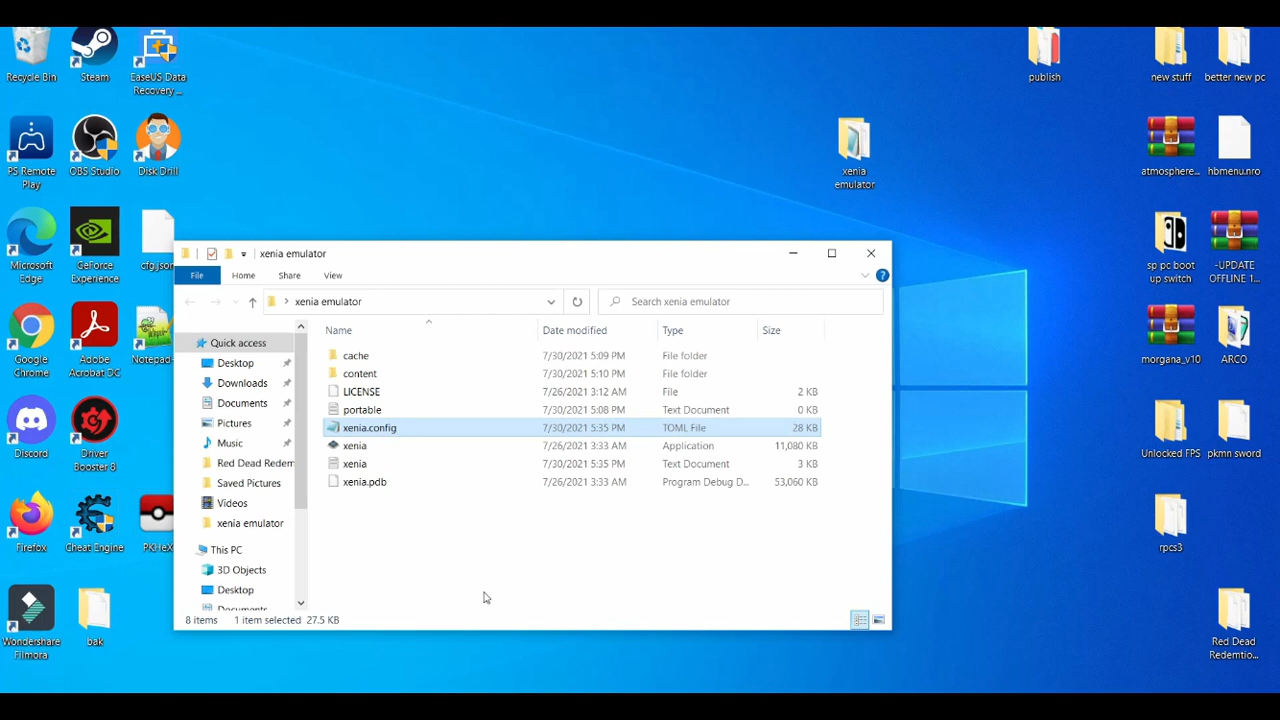 Recycle Bin
Steam
EaseUS Data
Recovery ...
publish
new stuff
better new pc
PS Remote
Play
OBS Studio
Disk Drill
xenia
emulator
atmosphere...
hbmenu.nro
Microsoft
Edge
GeForce
Experience
cfg.json
sp pc boot
up switch
-UPDATE
OFFLINE 1...
Google
Chrome
Adobe
Acrobat DC
Notepad
morgana_v10
ARCO
Discord
Driver
Booster 8
Unlocked FPS
pkmn sword
Firefox
Cheat Engine
PKHeX
rpcs3
Wondershare
Filmora
bak
Red Dead
Redemtio...
xenia emulator
File
Home
Share
View
xenia emulator
Search xenia emulator
Quick access
Desktop
Downloads
Documents
Pictures
Music
Red Dead Redem
Saved Pictures
Videos
xenia emulator
This PC
3D Objects
Desktop
Documents
Name Date modified Type Size
cache 7/30/2021 5:09 PM File folder
content 7/30/2021 5:10 PM File folder
LICENSE 7/26/2021 3:12 AM File 2 KB
portable 7/30/2021 5:08 PM Text Document 0 KB
xenia.config 7/30/2021 5:35 PM TOML File 28 KB
xenia 7/26/2021 3:33 AM Application 11,080 KB
xenia 7/30/2021 5:35 PM Text Document 3 KB
xenia.pdb 7/26/2021 3:33 AM Program Debug D... 53,060 KB
8 items 1 item selected 27.5 KB